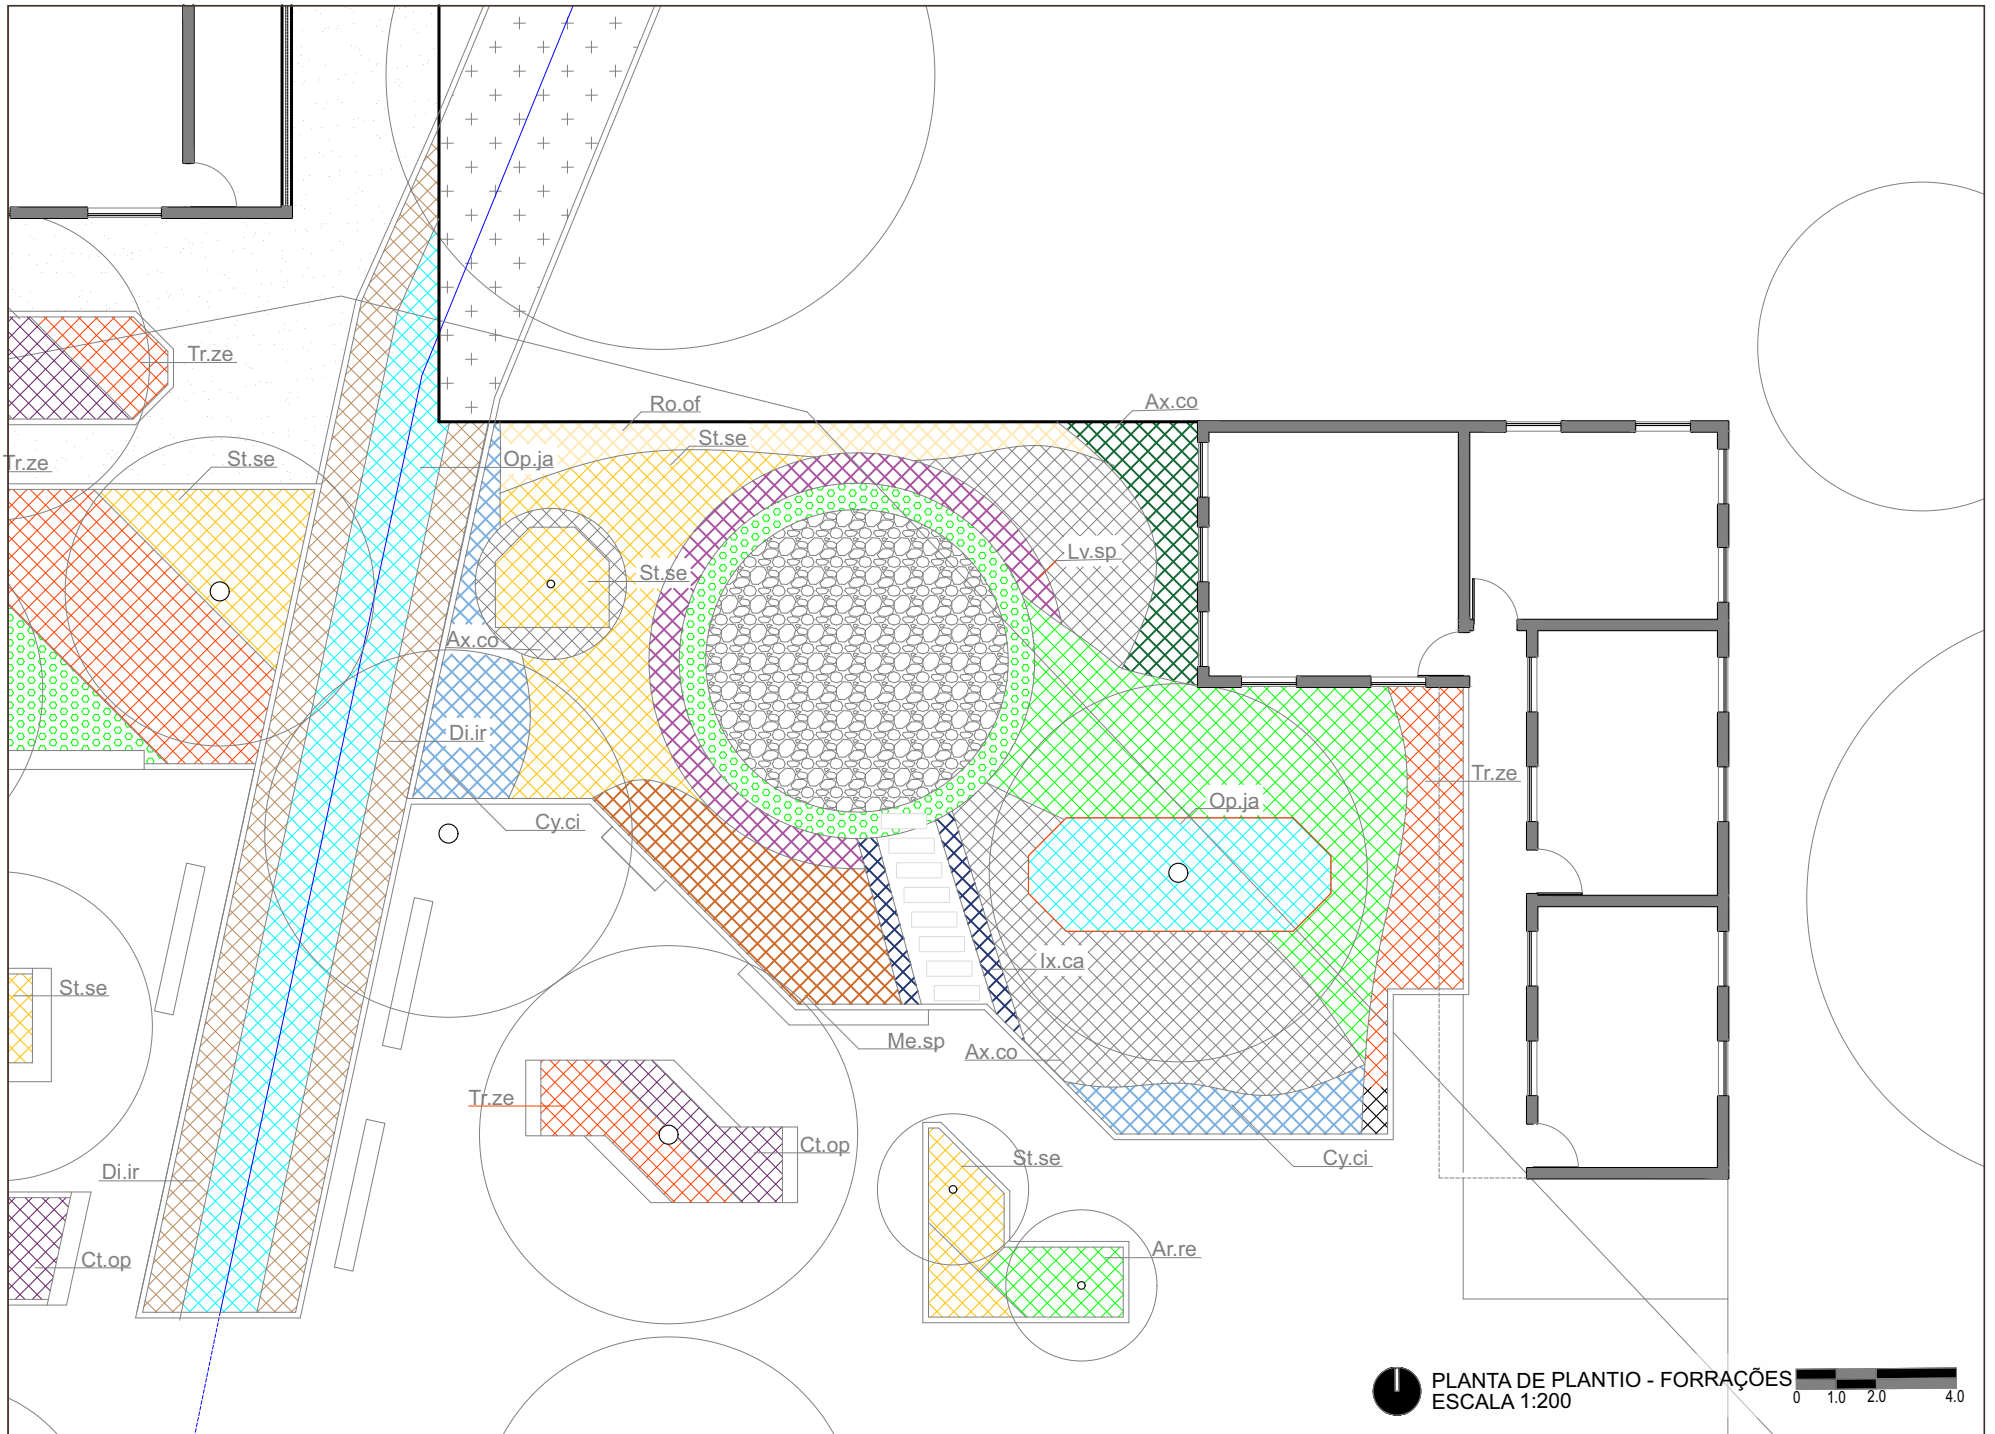 Tr.ze
Ro.of
Ax.co
St.se
Tr.ze
St.se
Op.ja
Lv.sp
St.se
Ax.co
Di.ir
Tr.ze
Op.ja
Cy.ci
Ix.ca
St.se
Me.sp
Ax.co
Tr.ze
Ct.op
St.se
Cy.ci
Di.ir
Ar.re
Ct.op
PLANTA DE PLANTIO - FORRAÇÕES
ESCALA 1:200
0 1.0 2.0 4.0